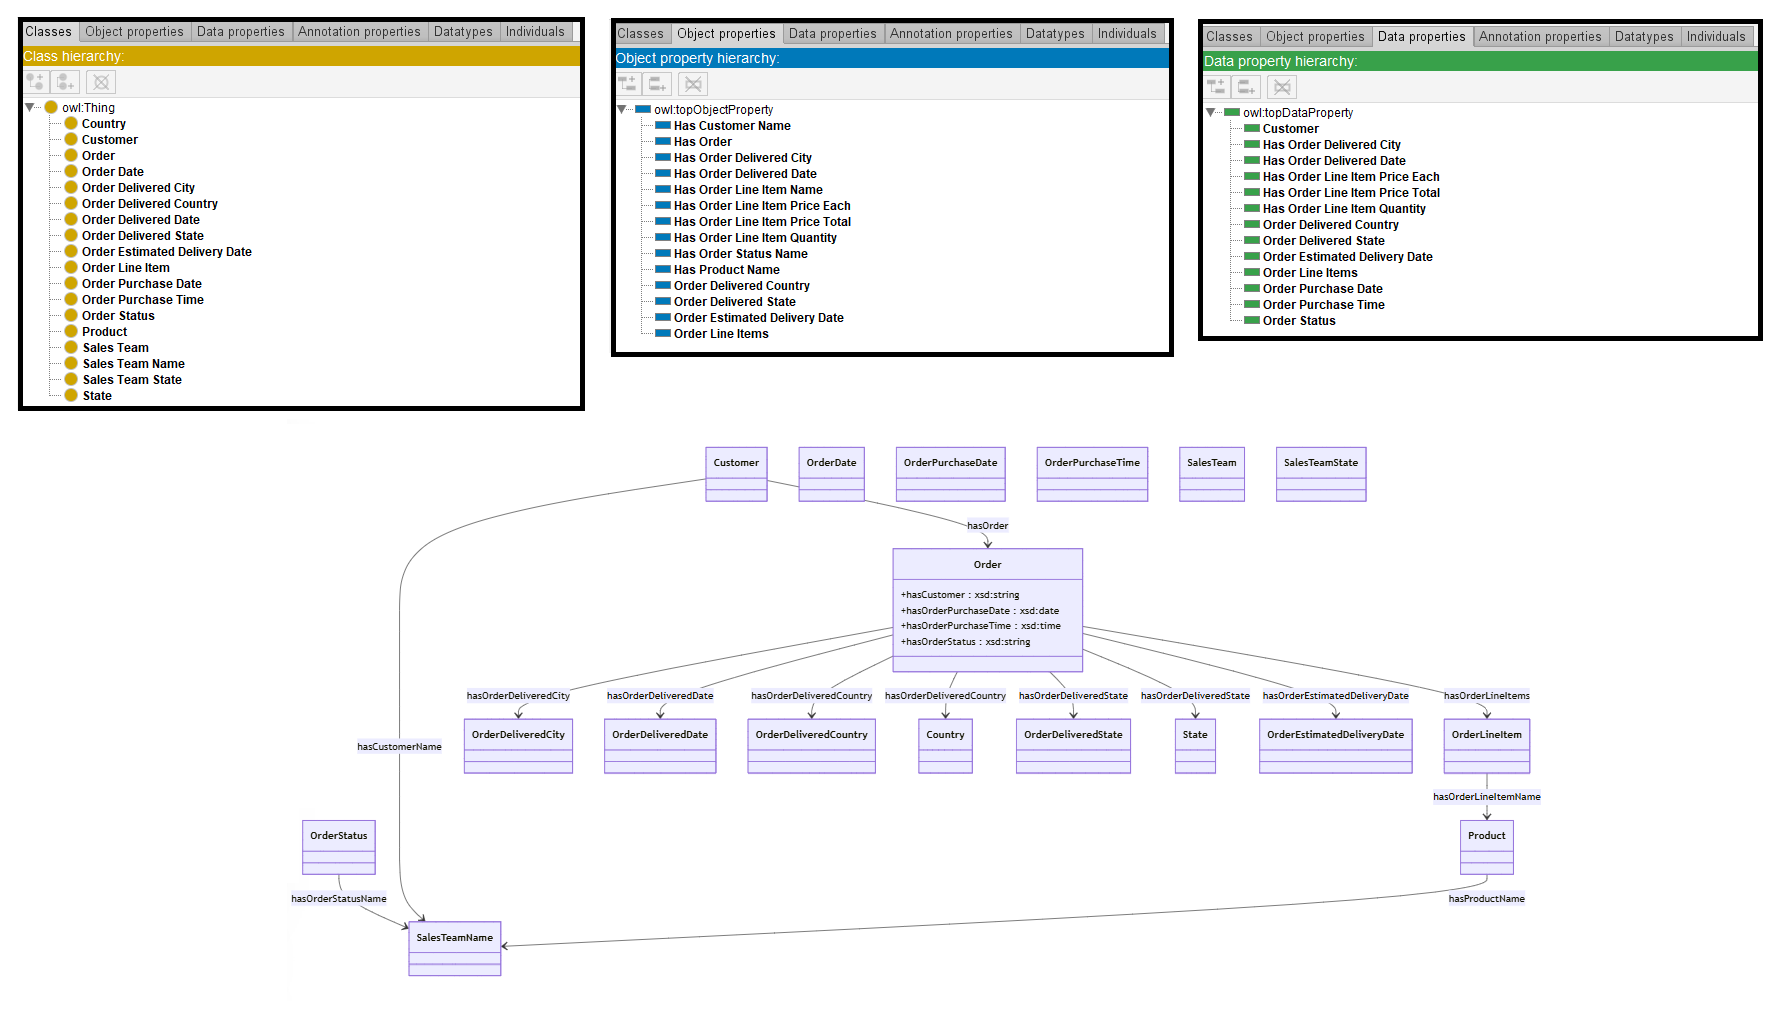 Classes Object properties Data properties Annotation properties Datatypes Individuals
Class hierarchy:
owl:Thing
Country
Customer
Order
Order Date
Order Delivered City
Order Delivered Country
Order Delivered Date
Order Delivered State
Order Estimated Delivery Date
Order Line Item
Order Purchase Date
Order Purchase Time
Order Status
Product
Sales Team
Sales Team Name
Sales Team State
State
Classes Object properties Data properties Annotation properties Datatypes Individuals
Object property hierarchy:
owl:topObjectProperty
Has Customer Name
Has Order
Has Order Delivered City
Has Order Delivered Date
Has Order Line Item Name
Has Order Line Item Price Each
Has Order Line Item Price Total
Has Order Line Item Quantity
Has Order Status Name
Has Product Name
Order Delivered Country
Order Delivered State
Order Estimated Delivery Date
Order Line Items
Classes Object properties Data properties Annotation properties Datatypes Individuals
Data property hierarchy:
owl:topDataProperty
Customer
Has Order Delivered City
Has Order Delivered Date
Has Order Line Item Price Each
Has Order Line Item Price Total
Has Order Line Item Quantity
Order Delivered Country
Order Delivered State
Order Estimated Delivery Date
Order Line Items
Order Purchase Date
Order Purchase Time
Order Status
Customer OrderDate OrderPurchaseDate OrderPurchaseTime SalesTeam SalesTeamState
hasOrder
Order
+hasCustomer : xsd:string
+hasOrderPurchaseDate : xsd:date
+hasOrderPurchaseTime : xsd:time
+hasOrderStatus : xsd:string
hasOrderDeliveredCity hasOrderDeliveredDate hasOrderDeliveredCountry hasOrderDeliveredCountry hasOrderDeliveredState hasOrderDeliveredState hasOrderEstimatedDeliveryDate hasOrderLineItems
OrderDeliveredCity OrderDeliveredDate OrderDeliveredCountry Country OrderDeliveredState State OrderEstimatedDeliveryDate OrderLineItem
hasCustomerName
hasOrderLineItemName
OrderStatus Product
hasOrderStatusName hasProductName
SalesTeamName